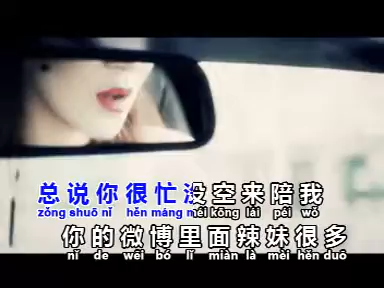 总说你很忙没空来陪我
zǒng shuō nǐ hěn máng méi kōng lái péi wǒ
你的微博里面辣妹很多
nǐ de wēi bó lǐ miàn là mèi hěn duō